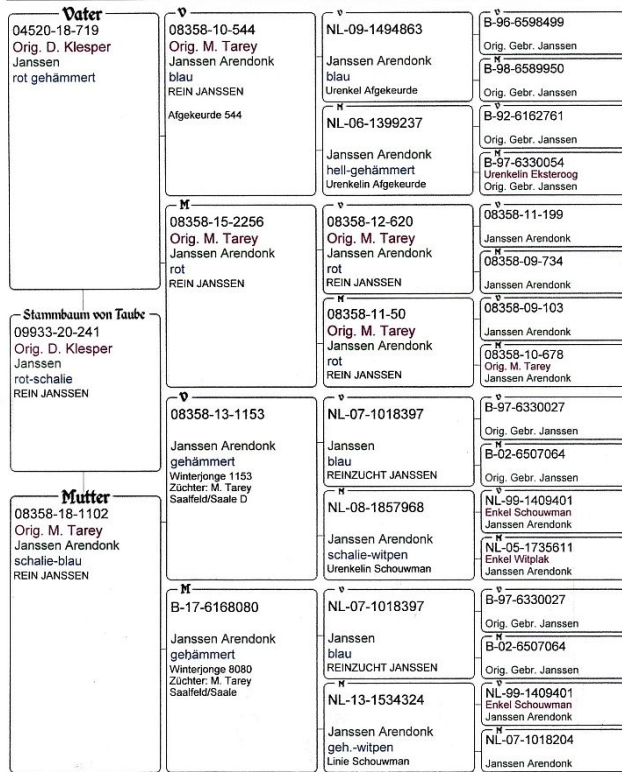 Vater
04520-18-719
Orig. D. Klesper
Janssen
rot gehämmert
Stammbaum von Taube
09933-20-241
Orig. D. Klesper
Janssen
rot-schalie
REIN JANSSEN
Mutter
08358-18-1102
Orig. M. Tarey
Janssen Arendonk
schalie-blau
REIN JANSSEN
V
08358-10-544
Orig. M. Tarey
Janssen Arendonk
blau
REIN JANSSEN
Afgekeurde 544
M
08358-15-2256
Orig. M. Tarey
Janssen Arendonk
rot
REIN JANSSEN
V
08358-13-1153
Janssen Arendonk
gehämmert
Winterjonge 1153
Züchter: M. Tarey
Saalfeld/Saale D
M
B-17-6168080
Janssen Arendonk
gehämmert
Winterjonge 8080
Züchter: M. Tarey
Saalfeld/Saale
V
NL-09-1494863
Janssen Arendonk
blau
Urenkel Afgekeurde
M
NL-06-1399237
Janssen Arendonk
hell-gehämmert
Urenkelin Afgekeurde
V
08358-12-620
Orig. M. Tarey
Janssen Arendonk
rot
REIN JANSSEN
M
08358-11-50
Orig. M. Tarey
Janssen Arendonk
rot
REIN JANSSEN
V
NL-07-1018397
Janssen
blau
REINZUCHT JANSSEN
M
NL-08-1857968
Janssen Arendonk
schalie-witpen
Urenkelin Schouwman
V
NL-07-1018397
Janssen
blau
REINZUCHT JANSSEN
M
NL-13-1534324
Janssen Arendonk
geh.-witpen
Linie Schouwman
V
B-96-6598499
Orig. Gebr. Janssen
M
B-98-6589950
Orig. Gebr. Janssen
V
B-92-6162761
Orig. Gebr. Janssen
M
B-97-6330054
Urenkelin Eksteroog
Orig. Gebr. Janssen
V
08358-11-199
Janssen Arendonk
M
08358-09-734
Janssen Arendonk
V
08358-09-103
Janssen Arendonk
M
08358-10-678
Orig. M. Tarey
Janssen Arendonk
V
B-97-6330027
Orig. Gebr. Janssen
M
B-02-6507064
Orig. Gebr. Janssen
V
NL-99-1409401
Enkel Schouwman
Janssen Arendonk
M
NL-05-1735611
Enkel Witplak
Janssen Arendonk
V
B-97-6330027
Orig. Gebr. Janssen
M
B-02-6507064
Orig. Gebr. Janssen
V
NL-99-1409401
Enkel Schouwman
Janssen Arendonk
M
NL-07-1018204
Janssen Arendonk